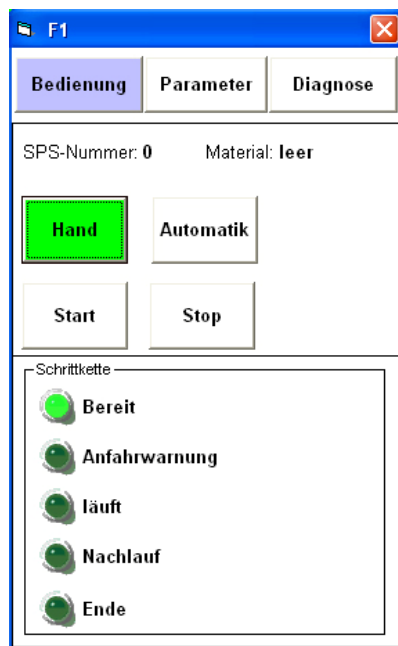 F1
Bedienung Parameter Diagnose
SPS-Nummer: 0 Material: leer
Hand Automatik
Start Stop
Schrittkette
Bereit
Anfahrwarnung
läuft
Nachlauf
Ende